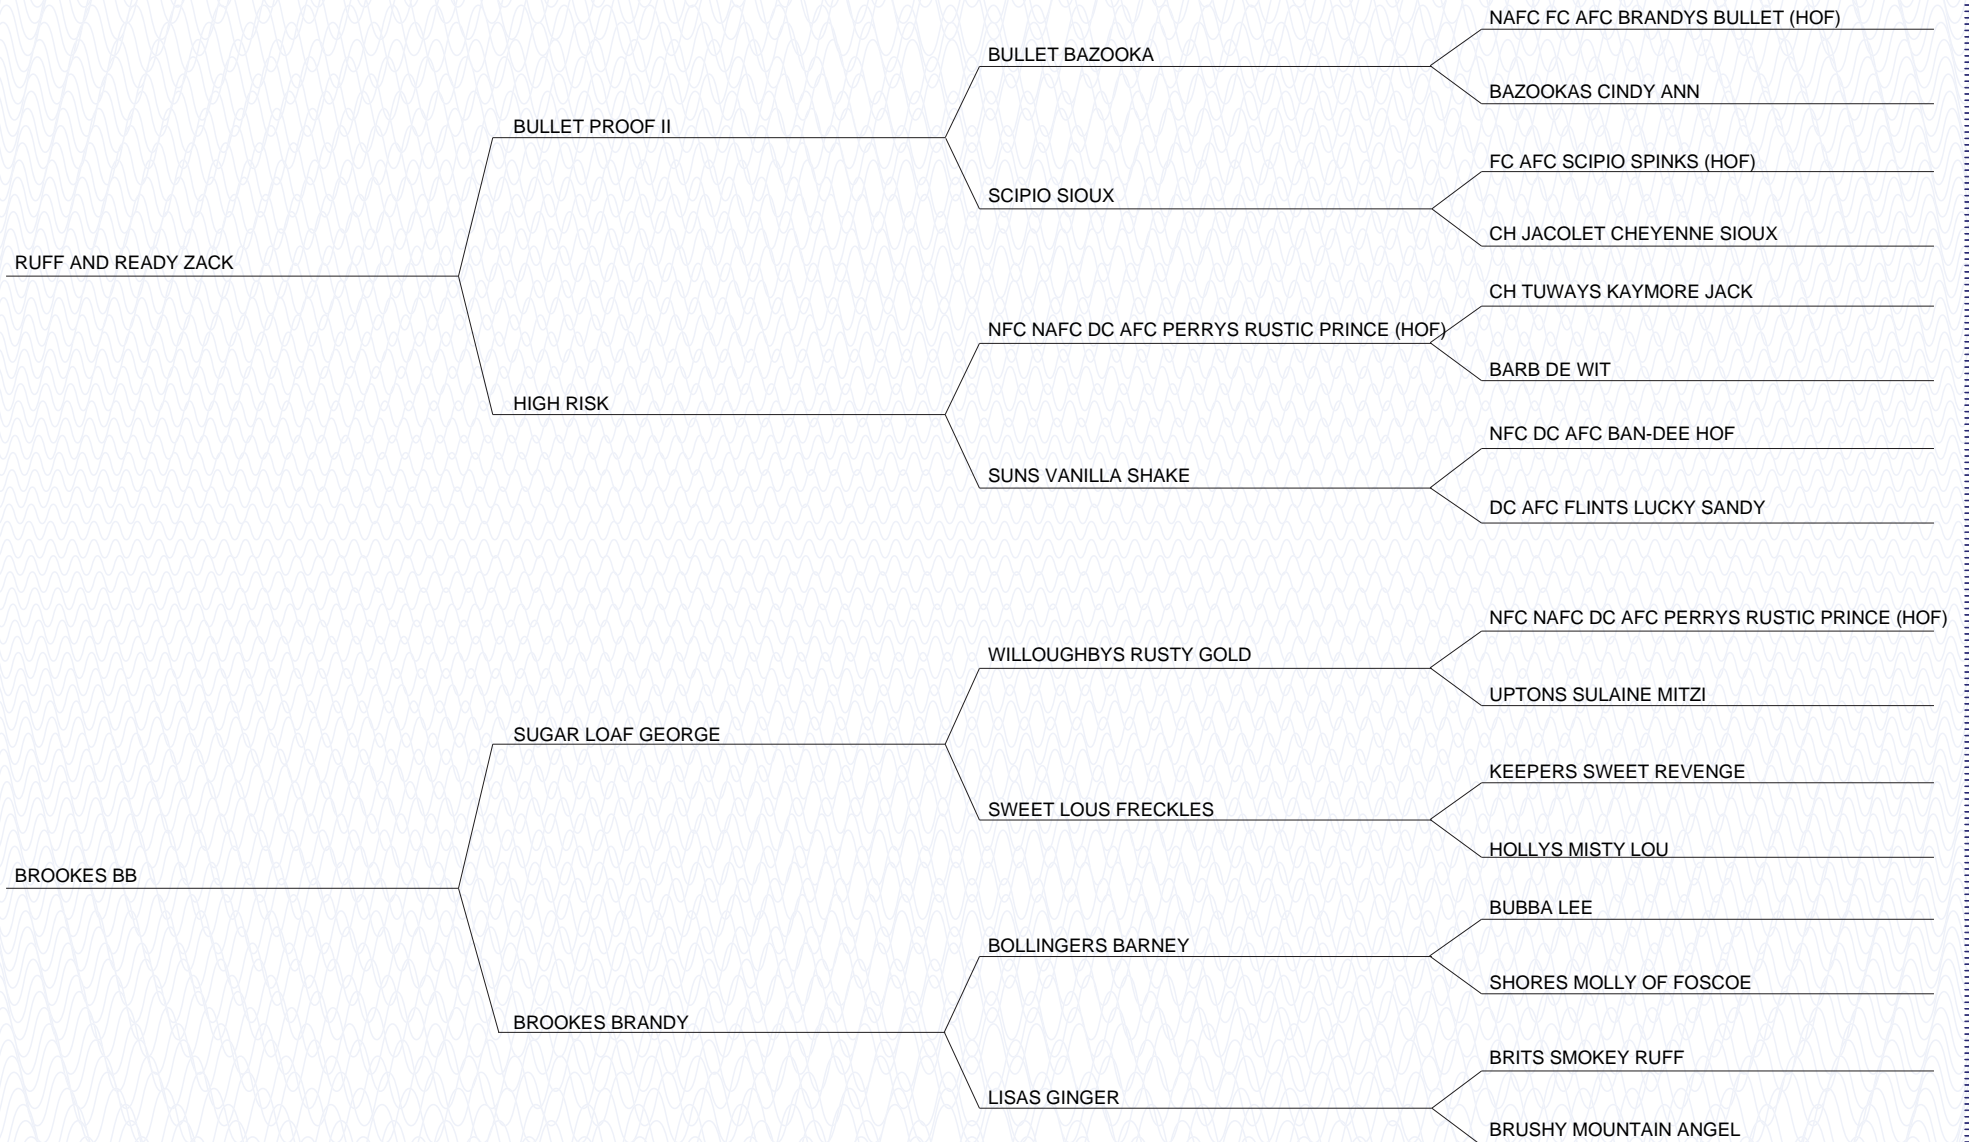 NAFC FC AFC BRANDYS BULLET (HOF)
BULLET BAZOOKA
BAZOOKAS CINDY ANN
BULLET PROOF II
FC AFC SCIPIO SPINKS (HOF)
SCIPIO SIOUX
CH JACOLET CHEYENNE SIOUX
RUFF AND READY ZACK
CH TUWAYS KAYMORE JACK
NFC NAFC DC AFC PERRYS RUSTIC PRINCE (HOF)
BARB DE WIT
HIGH RISK
NFC DC AFC BAN-DEE HOF
SUNS VANILLA SHAKE
DC AFC FLINTS LUCKY SANDY
NFC NAFC DC AFC PERRYS RUSTIC PRINCE (HOF)
WILLOUGHBYS RUSTY GOLD
UPTONS SULAINE MITZI
SUGAR LOAF GEORGE
KEEPERS SWEET REVENGE
SWEET LOUS FRECKLES
HOLLYS MISTY LOU
BROOKES BB
BUBBA LEE
BOLLINGERS BARNEY
SHORES MOLLY OF FOSCOE
BROOKES BRANDY
BRITS SMOKEY RUFF
LISAS GINGER
BRUSHY MOUNTAIN ANGEL